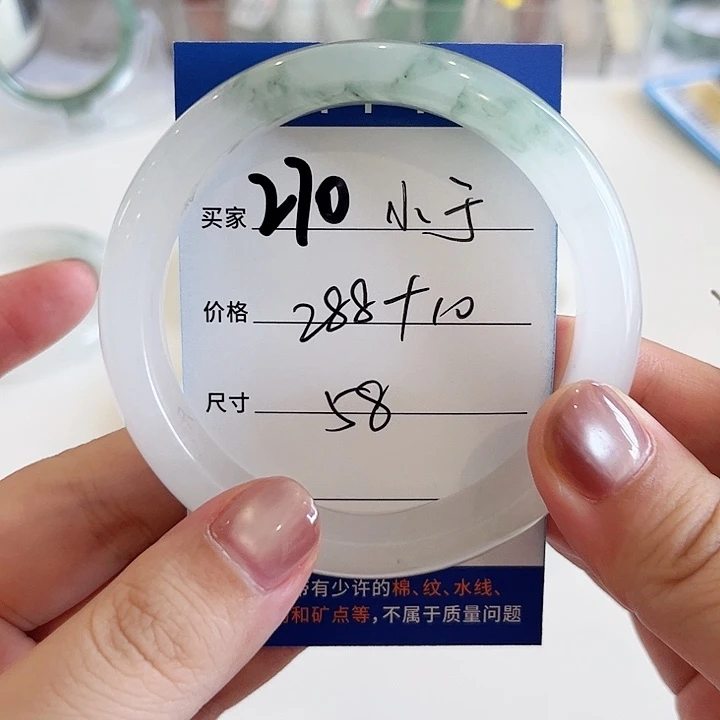 买家 210 小于
价格 288+10
尺寸 58
有少许的棉、纹、水线、
和矿点等,不属于质量问题